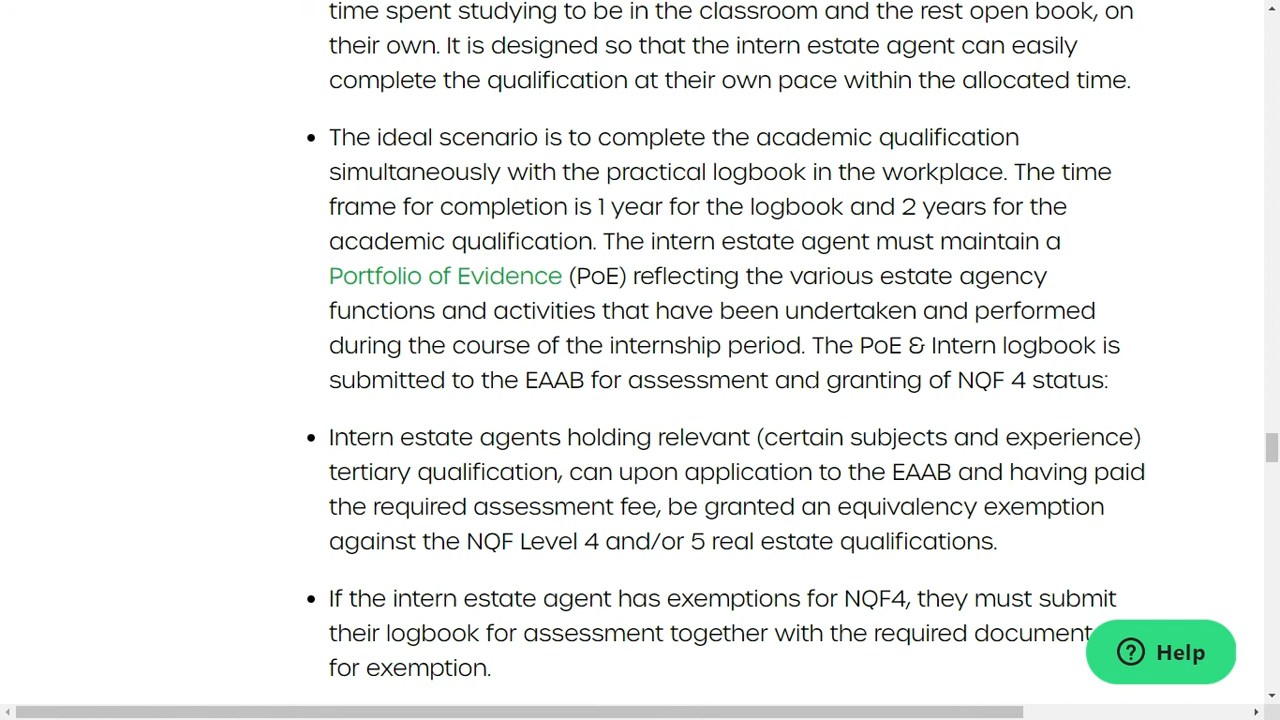 time spent studying to be in the classroom and the rest open book, on
their own. It is designed so that the intern estate agent can easily
complete the qualification at their own pace within the allocated time.
• The ideal scenario is to complete the academic qualification
simultaneously with the practical logbook in the workplace. The time
frame for completion is 1 year for the logbook and 2 years for the
academic qualification. The intern estate agent must maintain a
Portfolio of Evidence (PoE) reflecting the various estate agency
functions and activities that have been undertaken and performed
during the course of the internship period. The PoE & Intern logbook is
submitted to the EAAB for assessment and granting of NQF 4 status:
• Intern estate agents holding relevant (certain subjects and experience)
tertiary qualification, can upon application to the EAAB and having paid
the required assessment fee, be granted an equivalency exemption
against the NQF Level 4 and/or 5 real estate qualifications.
• If the intern estate agent has exemptions for NQF4, they must submit
their logbook for assessment together with the required document
for exemption.
Help